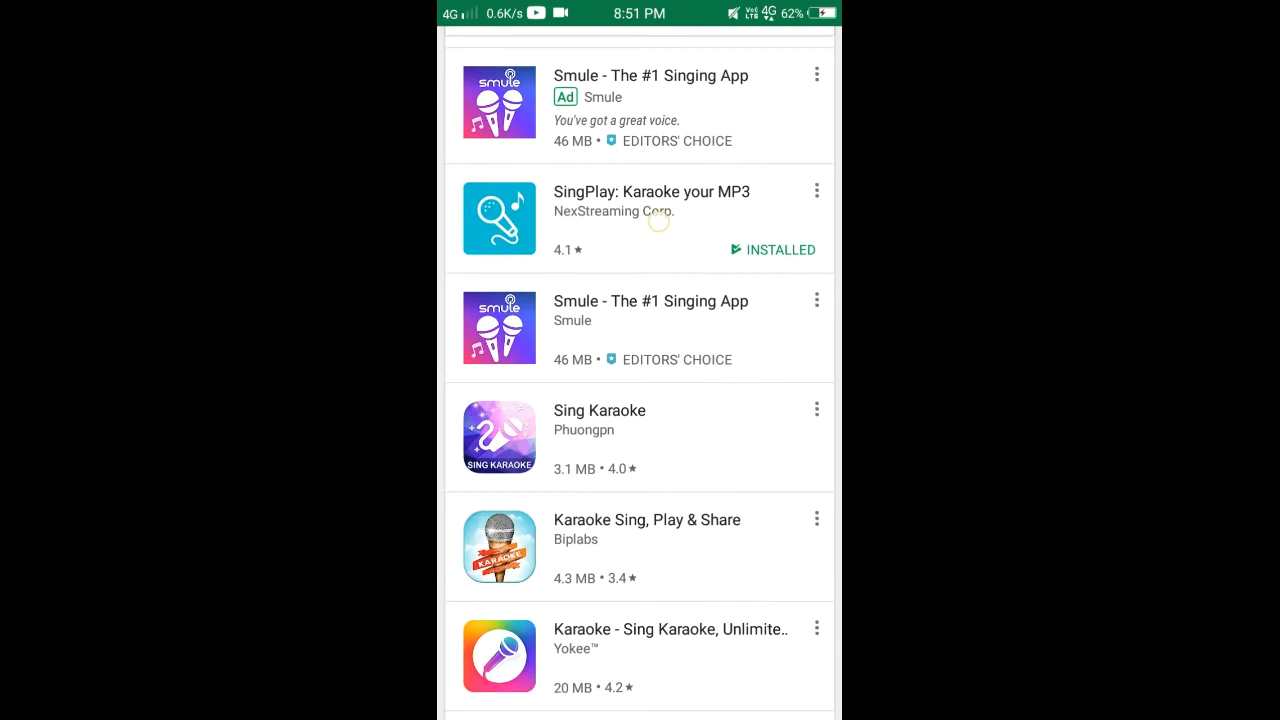 4G 0.6K/s 8:51 PM VoLTE 4G 62%
smule
Smule - The #1 Singing App
Ad Smule
You've got a great voice.
46 MB • EDITORS' CHOICE
SingPlay: Karaoke your MP3
NexStreaming Corp.
4.1★ INSTALLED
smule
Smule - The #1 Singing App
Smule
46 MB • EDITORS' CHOICE
SING KARAOKE
Sing Karaoke
Phuongpn
3.1 MB • 4.0★
KARAOKE
Karaoke Sing, Play & Share
Biplabs
4.3 MB • 3.4★
Karaoke - Sing Karaoke, Unlimite..
Yokee™
20 MB • 4.2★